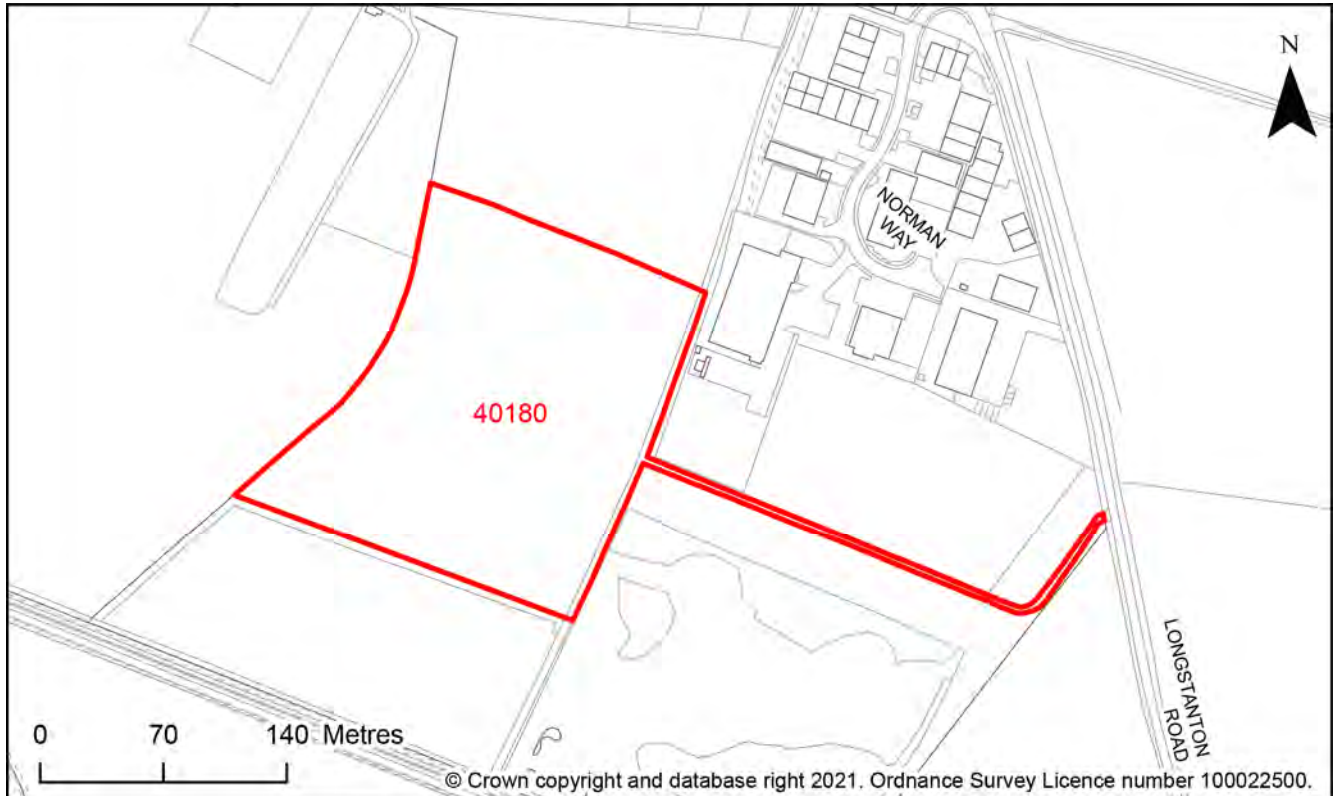 N
NORMAN
WAY
40180
LONGSTANTON
ROAD
0 70 140 Metres
© Crown copyright and database right 2021. Ordnance Survey Licence number 100022500.